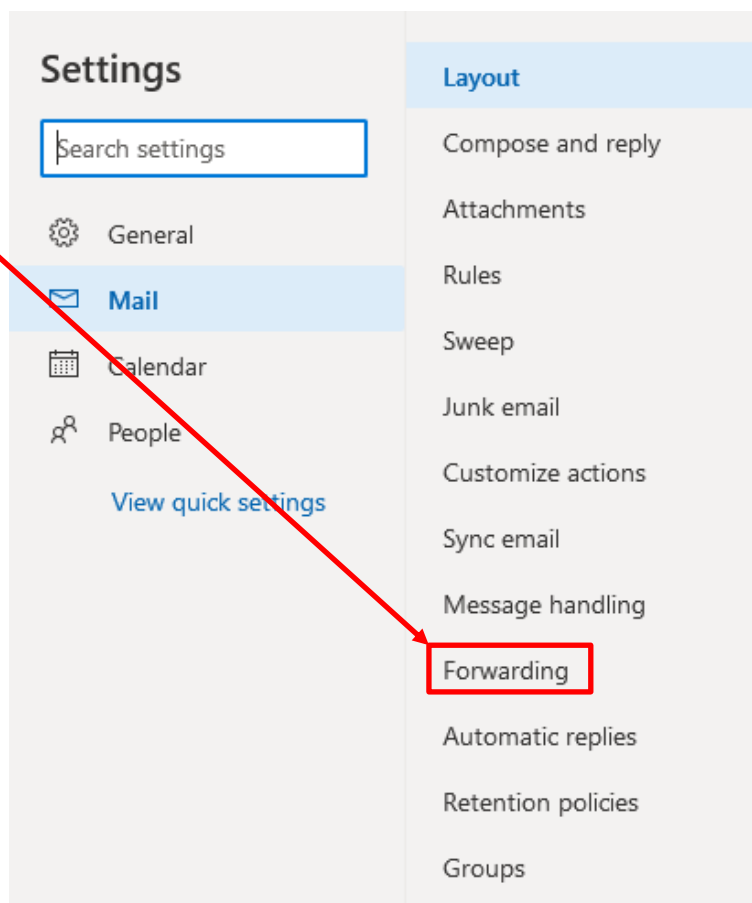 Settings
Search settings
General
Mail
Calendar
People
View quick settings
Layout
Compose and reply
Attachments
Rules
Sweep
Junk email
Customize actions
Sync email
Message handling
Forwarding
Automatic replies
Retention policies
Groups